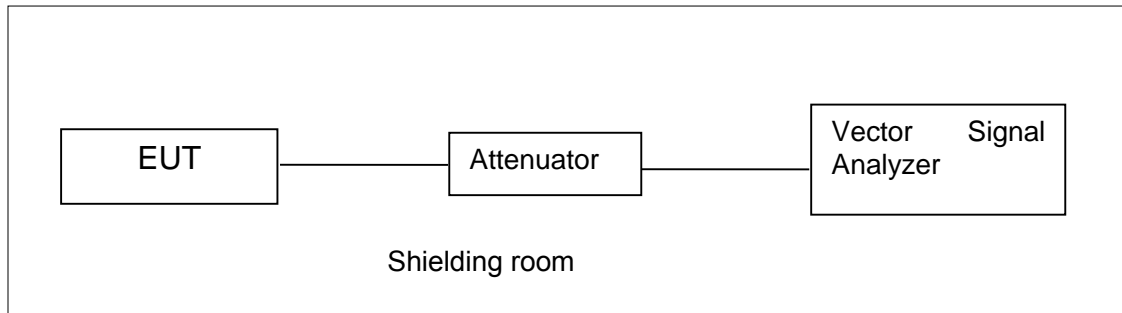 EUT
Attenuator
Vector Signal
Analyzer
Shielding room